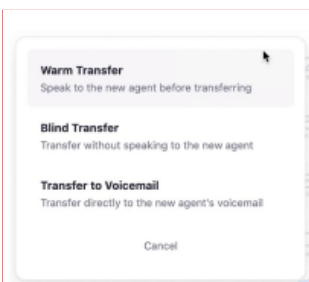 Warm Transfer
Speak to the new agent before transferring
Blind Transfer
Transfer without speaking to the new agent
Transfer to Voicemail
Transfer directly to the new agent's voicemail
Cancel